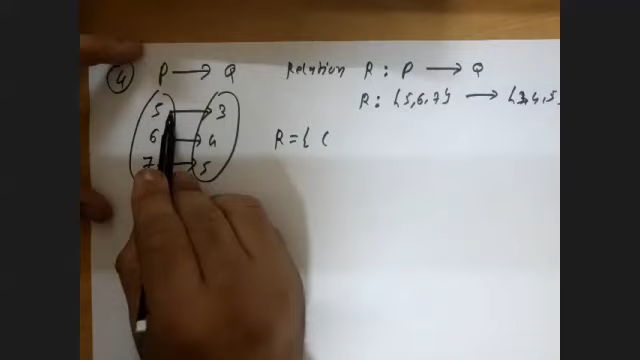 4 P → Q Relation R : P → Q
R : {5,6,7} → {3,4,5
5 → 3
6 → 4 R = { (
7 → 5